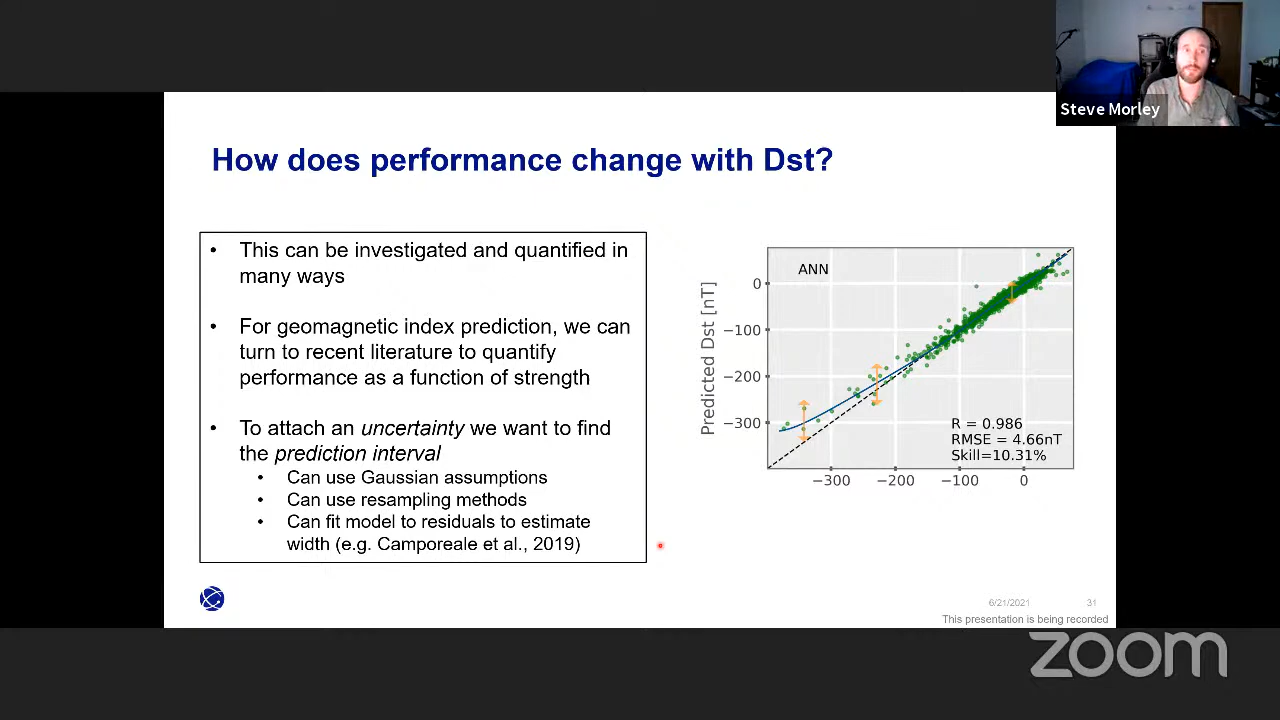 Steve Morley
How does performance change with Dst?
• This can be investigated and quantified in
many ways
• For geomagnetic index prediction, we can
turn to recent literature to quantify
performance as a function of strength
• To attach an uncertainty we want to find
the prediction interval
• Can use Gaussian assumptions
• Can use resampling methods
• Can fit model to residuals to estimate
width (e.g. Camporeale et al., 2019)
ANN
Predicted Dst [nT]
0
−100
−200
−300
R = 0.986
RMSE = 4.66nT
Skill=10.31%
−300 −200 −100 0
6/21/2021 31
This presentation is being recorded
zoom